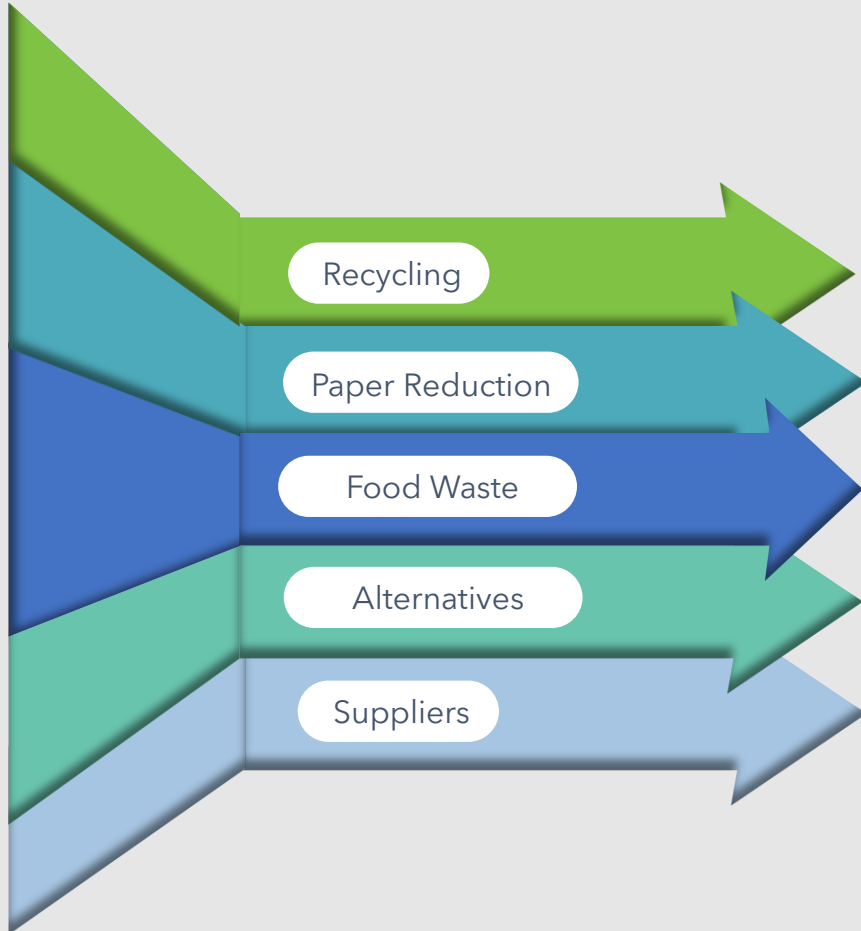 Recycling
Paper Reduction
Food Waste
Alternatives
Suppliers